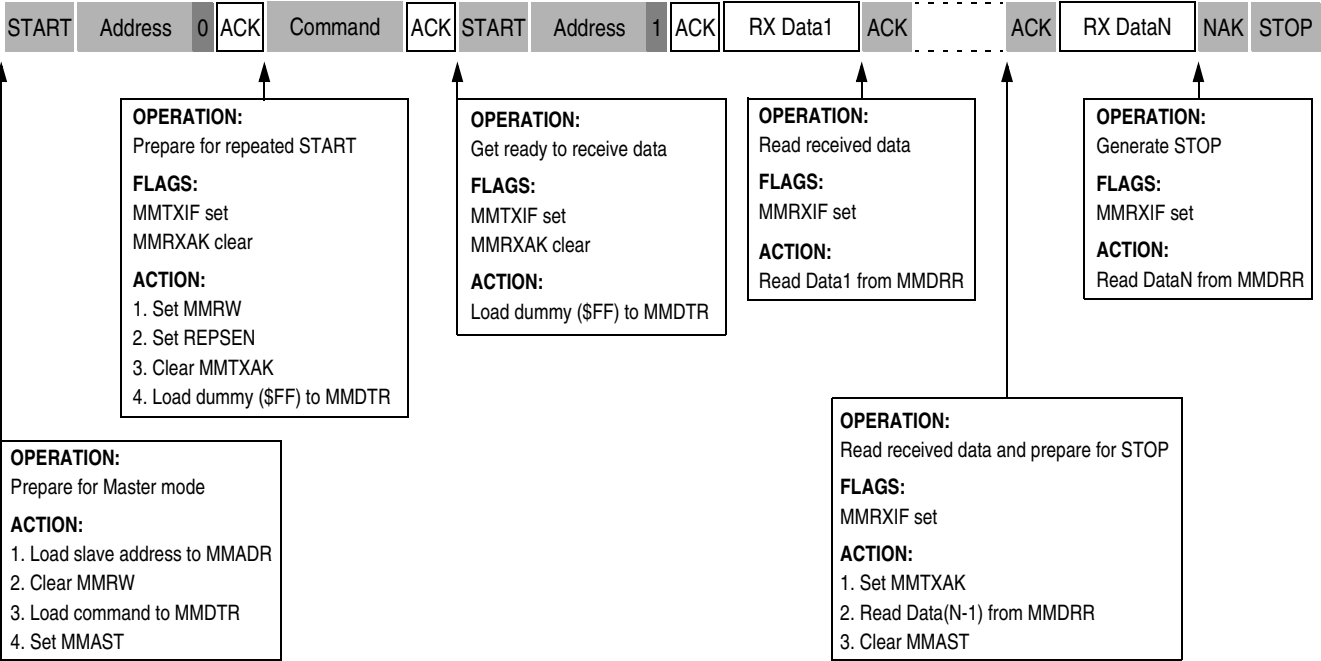 START Address 0 ACK Command ACK START Address 1 ACK RX Data1 ACK ACK RX DataN NAK STOP
OPERATION:
Prepare for repeated START
FLAGS:
MMTXIF set
MMRXAK clear
ACTION:
1. Set MMRW
2. Set REPSEN
3. Clear MMTXAK
4. Load dummy ($FF) to MMDTR
OPERATION:
Get ready to receive data
FLAGS:
MMTXIF set
MMRXAK clear
ACTION:
Load dummy ($FF) to MMDTR
OPERATION:
Read received data
FLAGS:
MMRXIF set
ACTION:
Read Data1 from MMDRR
OPERATION:
Generate STOP
FLAGS:
MMRXIF set
ACTION:
Read DataN from MMDRR
OPERATION:
Prepare for Master mode
ACTION:
1. Load slave address to MMADR
2. Clear MMRW
3. Load command to MMDTR
4. Set MMAST
OPERATION:
Read received data and prepare for STOP
FLAGS:
MMRXIF set
ACTION:
1. Set MMTXAK
2. Read Data(N-1) from MMDRR
3. Clear MMAST